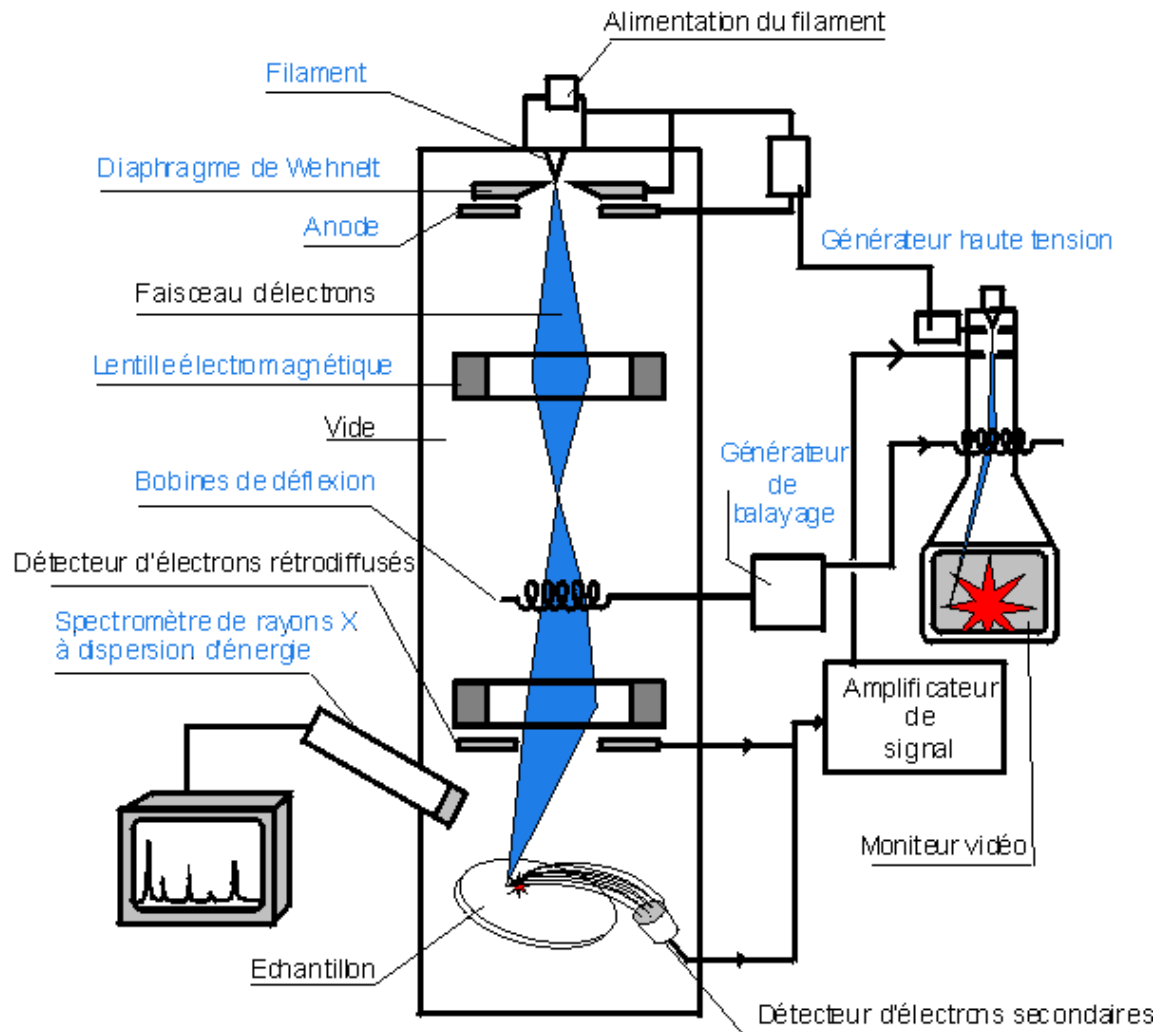 Alimentation du filament
Filament
Diaphragme de Wehnelt
Anode
Générateur haute tension
Faisceau délectrons
Lentille électromagnétique
Vide
Générateur
de
balayage
Bobines de déflexion
Détecteur d'électrons rétrodiffusés
Spectromètre de rayons X
à dispersion d'énergie
Amplificateur
de
signal
Moniteur vidéo
Echantillon
Détecteur d'électrons secondaires